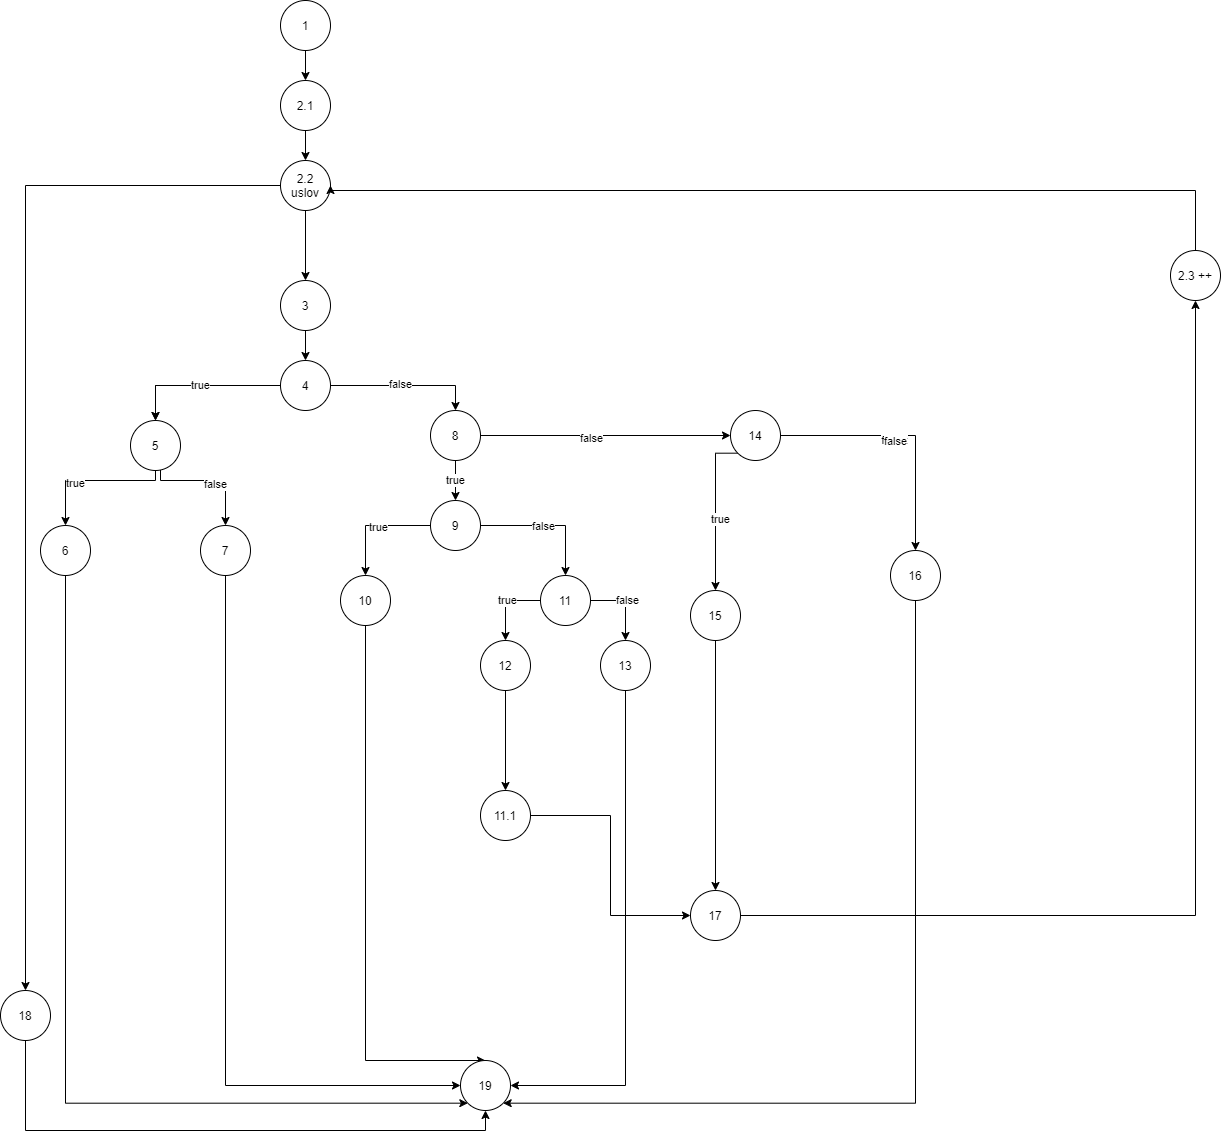 1
2.1
2.2
uslov
2.3 ++
3
4
true
false
5
8
false
14
ffalse
true
false
true
true
6
7
true
9
false
10
true
11
false
15
16
12
13
11.1
17
18
19